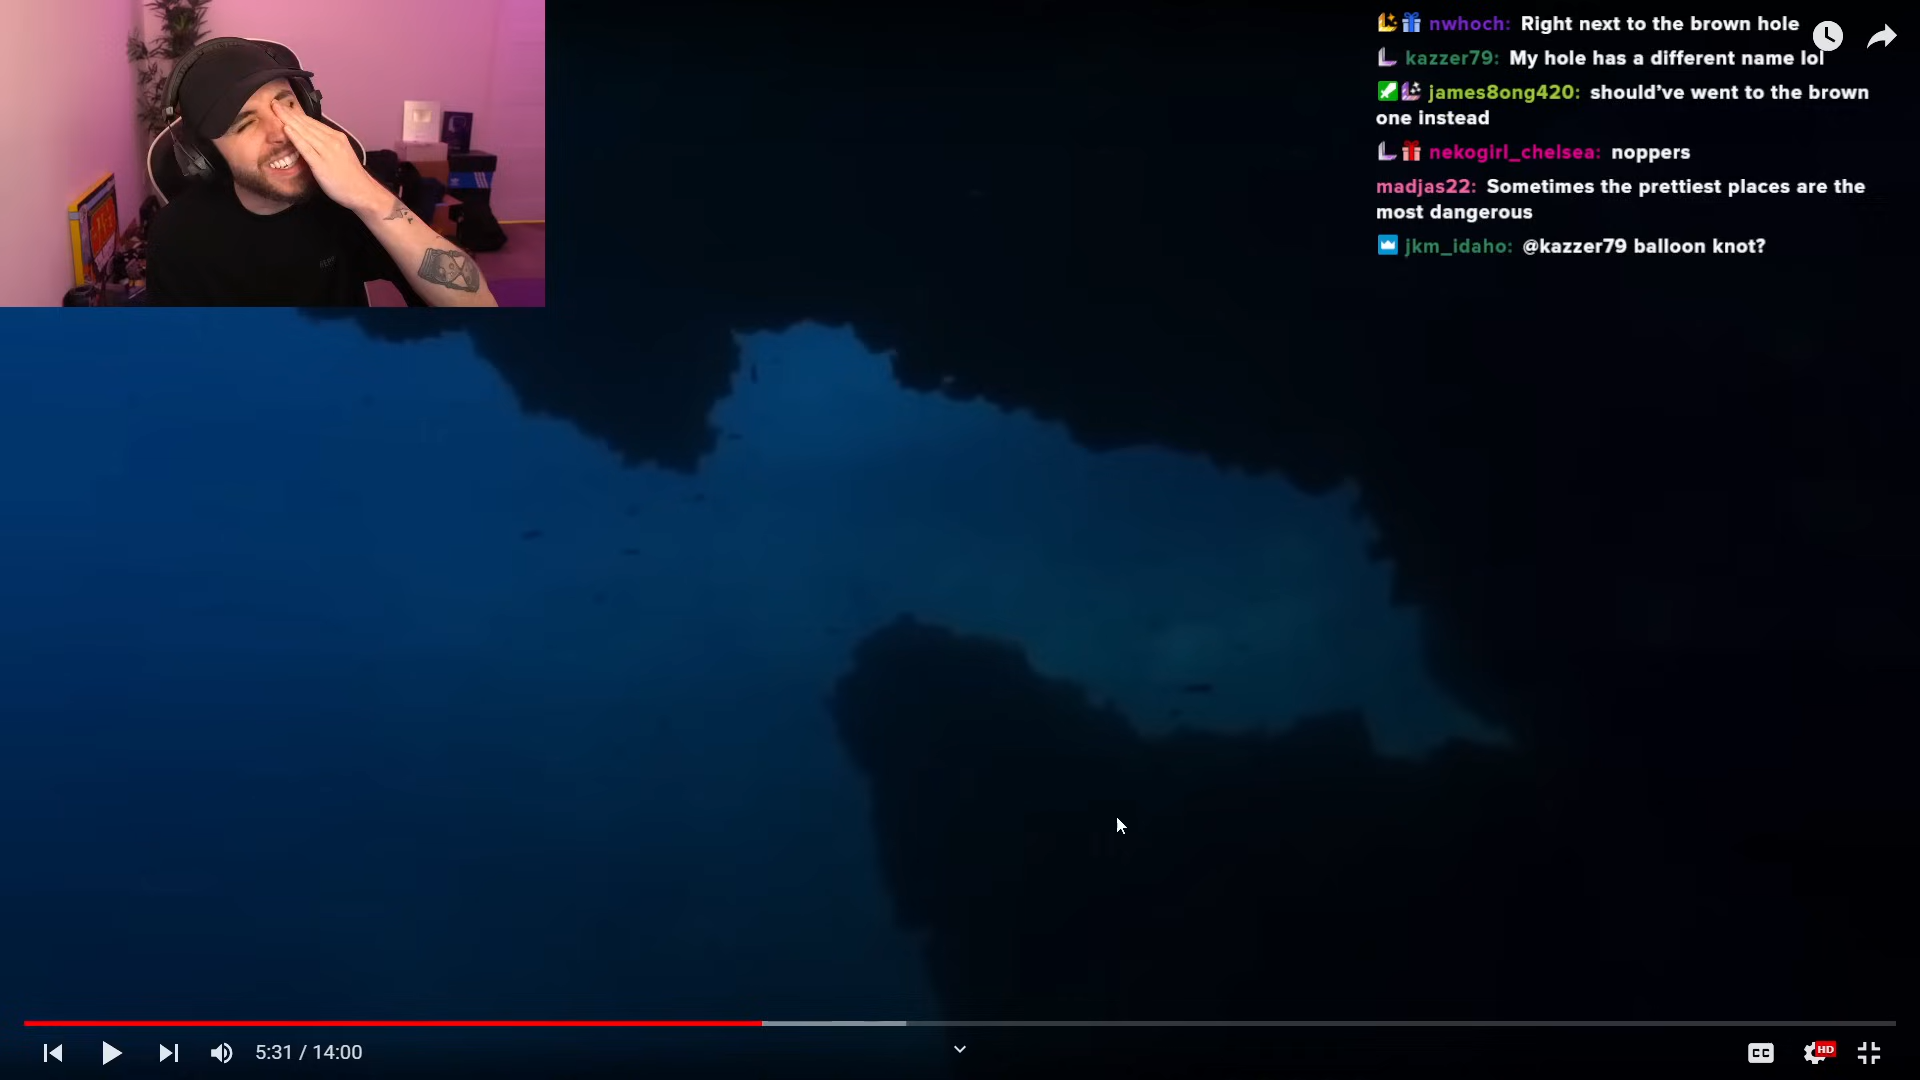 nwhoch: Right next to the brown hole
kazzer79: My hole has a different name lol
james8ong420: should've went to the brown
one instead
nekogirl_chelsea: noppers
madjas22: Sometimes the prettiest places are the
most dangerous
jkm_idaho: @kazzer79 balloon knot?
5:31 / 14:00
CC
HD